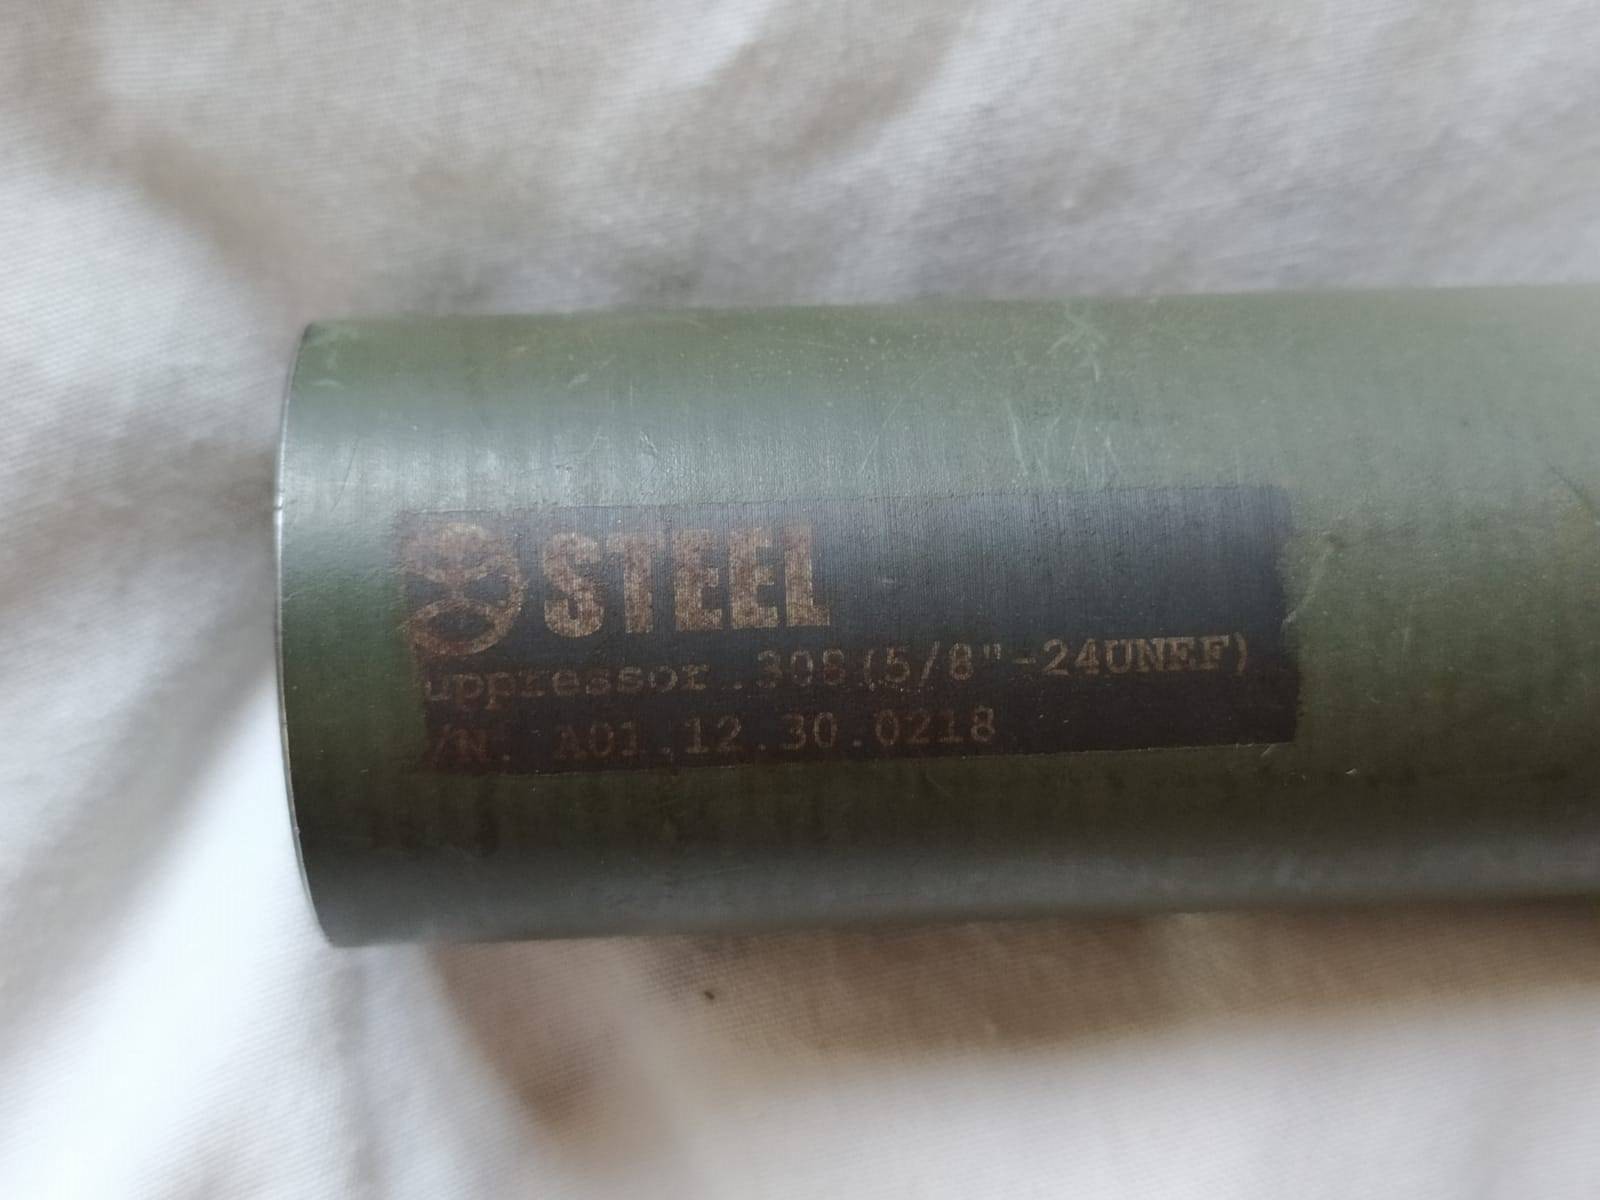 STEEL
uppressor .308(5/8"-24UNEF)
/N. A01.12.30.0218